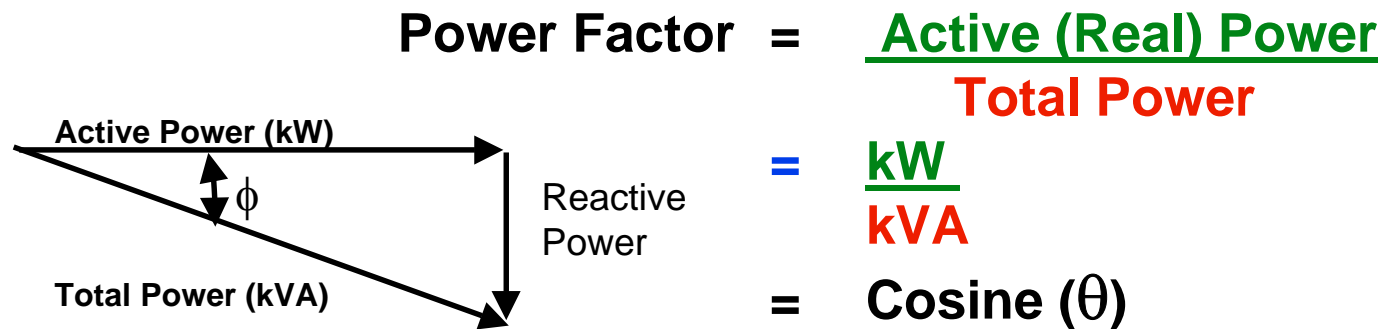 Power Factor = Active (Real) Power
Total Power
= kW
kVA
= Cosine (θ)
Active Power (kW)
ϕ
Reactive
Power
Total Power (kVA)